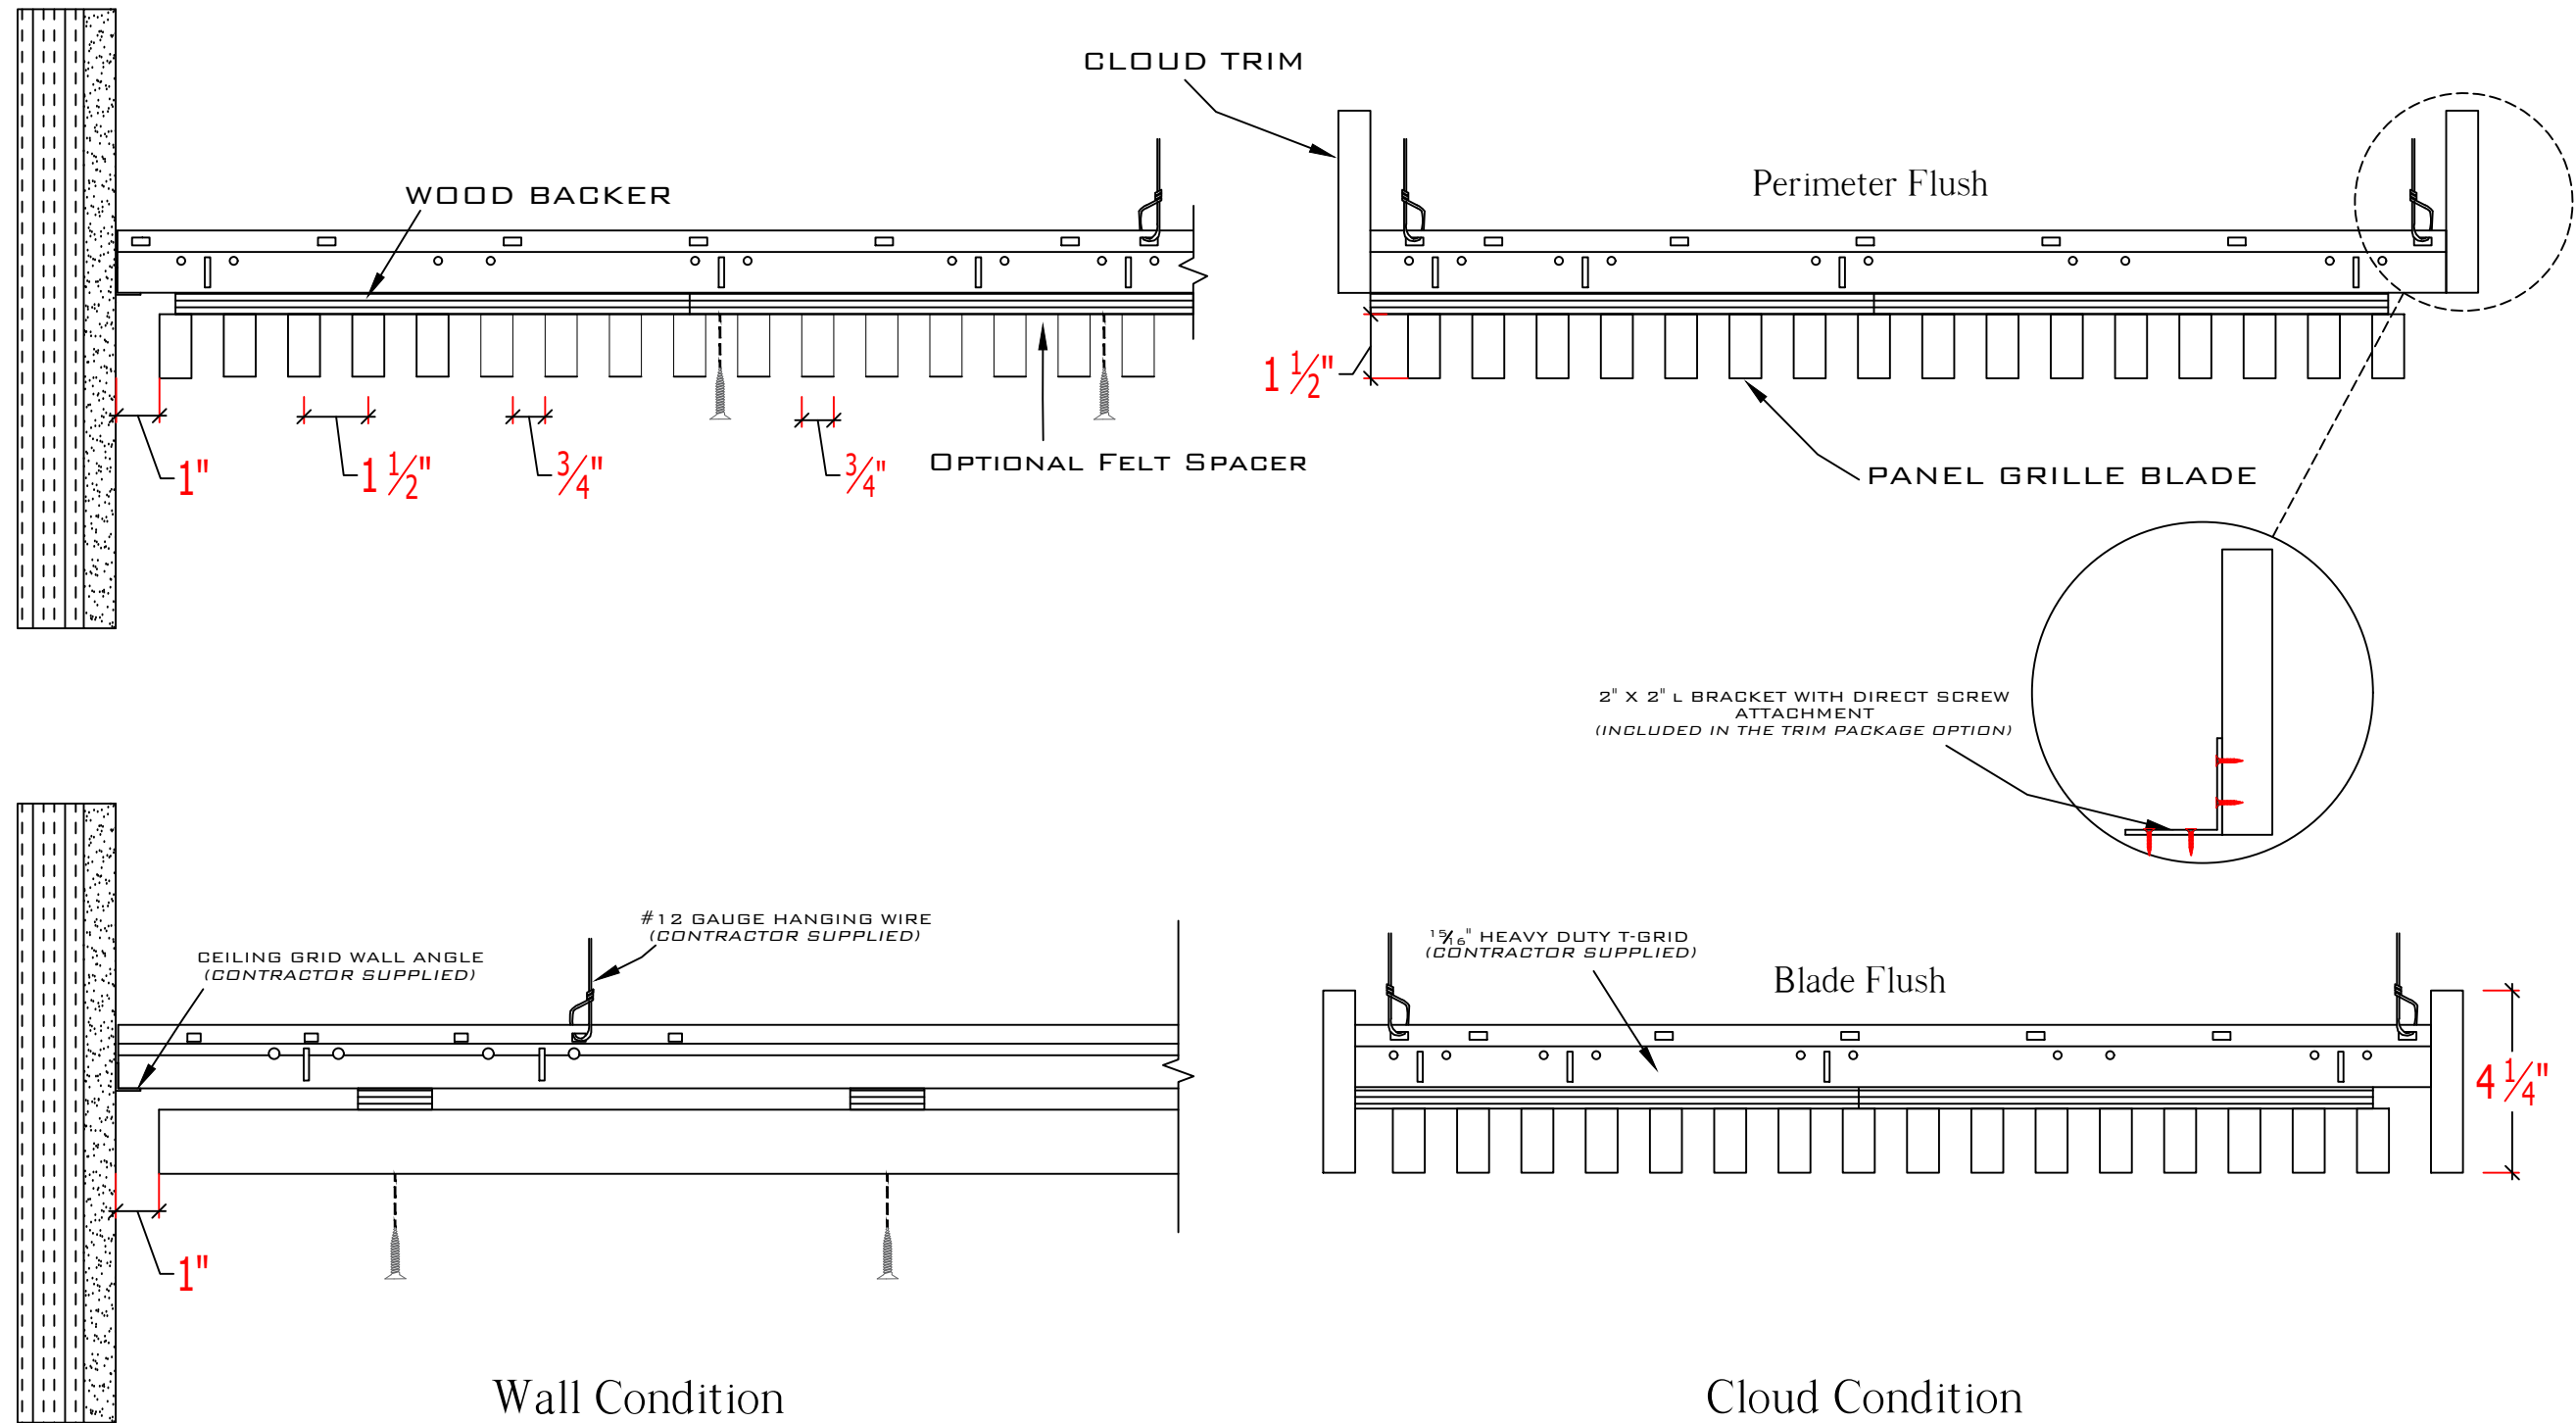 CLOUD TRIM
WOOD BACKER
Perimeter Flush
1 ½"
1"
1 ½"
¾"
¾"
OPTIONAL FELT SPACER
PANEL GRILLE BLADE
2" X 2" L BRACKET WITH DIRECT SCREW
ATTACHMENT
(INCLUDED IN THE TRIM PACKAGE OPTION)
#12 GAUGE HANGING WIRE
(CONTRACTOR SUPPLIED)
CEILING GRID WALL ANGLE
(CONTRACTOR SUPPLIED)
15/16" HEAVY DUTY T-GRID
(CONTRACTOR SUPPLIED)
Blade Flush
4 ¼"
1"
Wall Condition
Cloud Condition